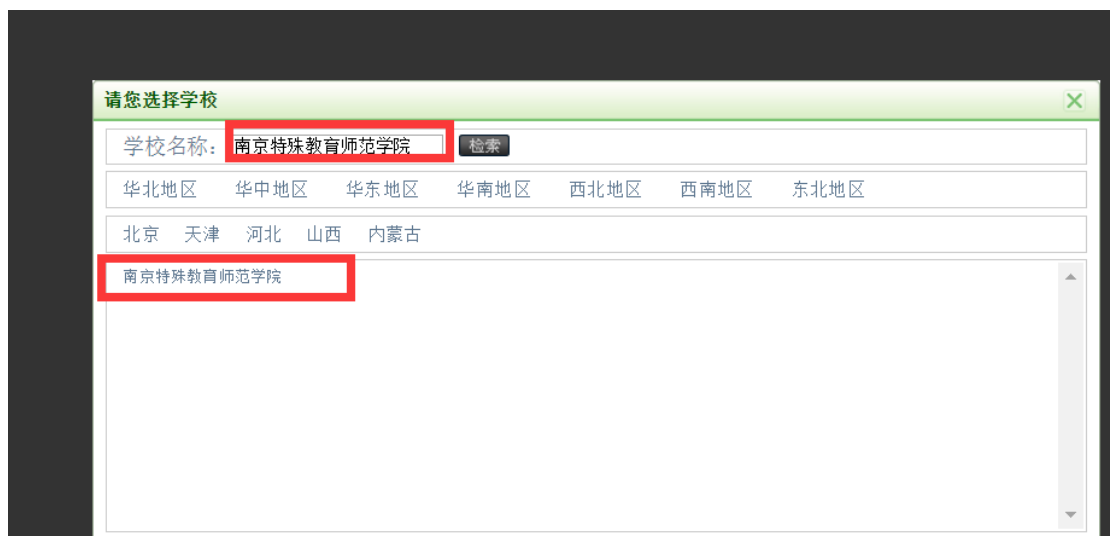 请您选择学校
学校名称: 南京特殊教育师范学院 检索
华北地区 华中地区 华东地区 华南地区 西北地区 西南地区 东北地区
北京 天津 河北 山西 内蒙古
南京特殊教育师范学院